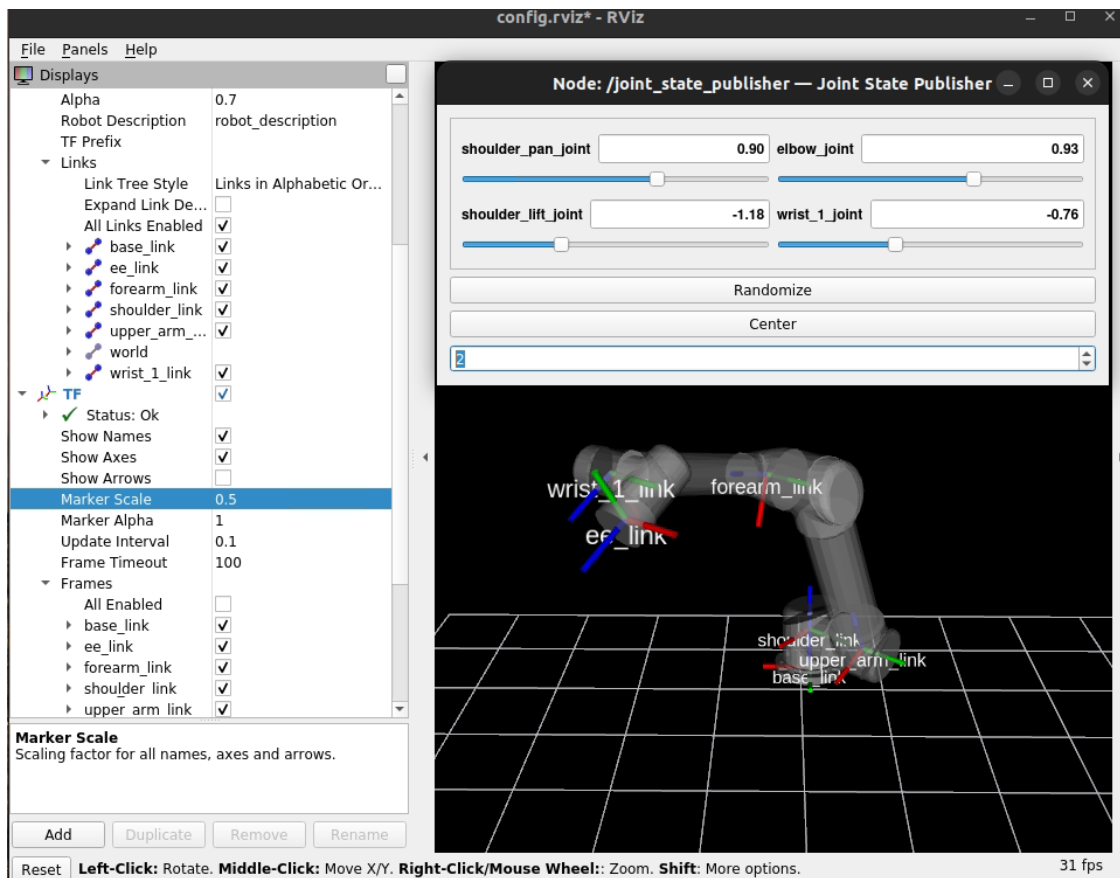 config.rviz* - RViz
File Panels Help
Displays
Alpha 0.7
Robot Description robot_description
TF Prefix
Links
Link Tree Style Links in Alphabetic Or...
Expand Link De...
All Links Enabled
base_link
ee_link
forearm_link
shoulder_link
upper_arm_...
world
wrist_1_link
TF
Status: Ok
Show Names
Show Axes
Show Arrows
Marker Scale 0.5
Marker Alpha 1
Update Interval 0.1
Frame Timeout 100
Frames
All Enabled
base_link
ee_link
forearm_link
shoulder_link
upper_arm_link
Marker Scale
Scaling factor for all names, axes and arrows.
Add Duplicate Remove Rename
Node: /joint_state_publisher — Joint State Publisher
shoulder_pan_joint 0.90 elbow_joint 0.93
shoulder_lift_joint -1.18 wrist_1_joint -0.76
Randomize
Center
2
wrist_1_link forearm_link
ee_link
shoulder_link
upper_arm_link
base_link
Reset Left-Click: Rotate. Middle-Click: Move X/Y. Right-Click/Mouse Wheel:: Zoom. Shift: More options. 31 fps